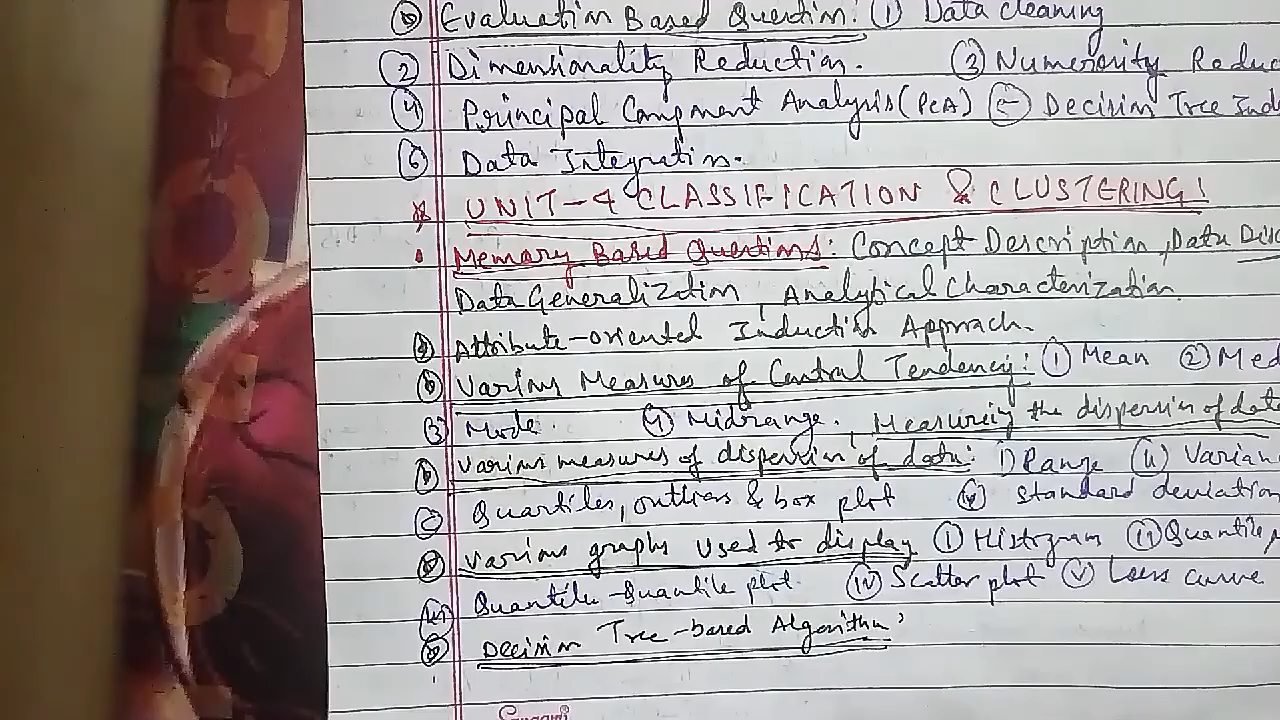 Evaluation Based Question: ① Data cleaning
② Dimensionality Reduction. ③ Numerosity Reduc
④ Principal Component Analysis (PCA) ⑤ Decision Tree Ind
⑥ Data Integration.
* UNIT-4 CLASSIFICATION & CLUSTERING!
• Memory Based Questions: Concept Description, Data Disc
Data Generalization, Analytical Characterization
Attribute-oriented Induction Approach.
Various Measures of Central Tendency: ① Mean ② Med
③ Mode. ④ Midrange., Measureiy the dispersion of dat
Various measures of dispersion of data: i) Range (ii) Varian
Quartiles, outliers & box plot standard deviation
Various graphs used to display ① Histogram (ii) Quantile p
Quantile-Quantile plot. (iv) Scatter plot (v) Loess curve
Decision Tree-based Algorithm: